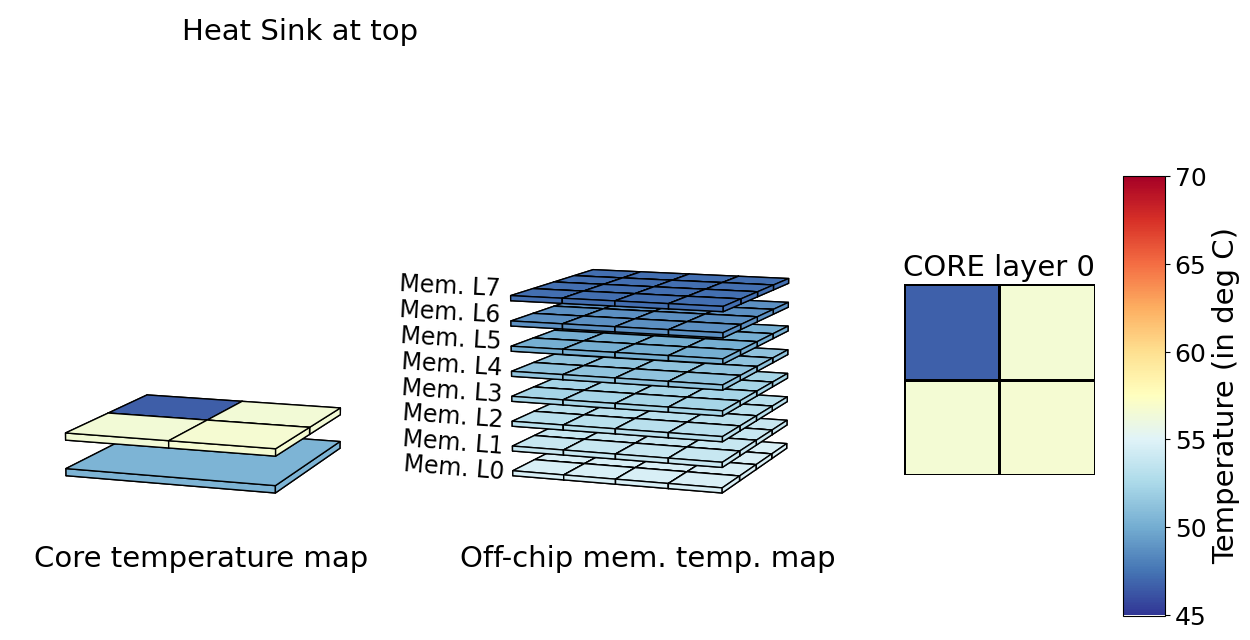 Heat Sink at top
Mem. L7
Mem. L6
Mem. L5
Mem. L4
Mem. L3
Mem. L2
Mem. L1
Mem. L0
Core temperature map
Off-chip mem. temp. map
CORE layer 0
70
65
60
55
50
45
Temperature (in deg C)